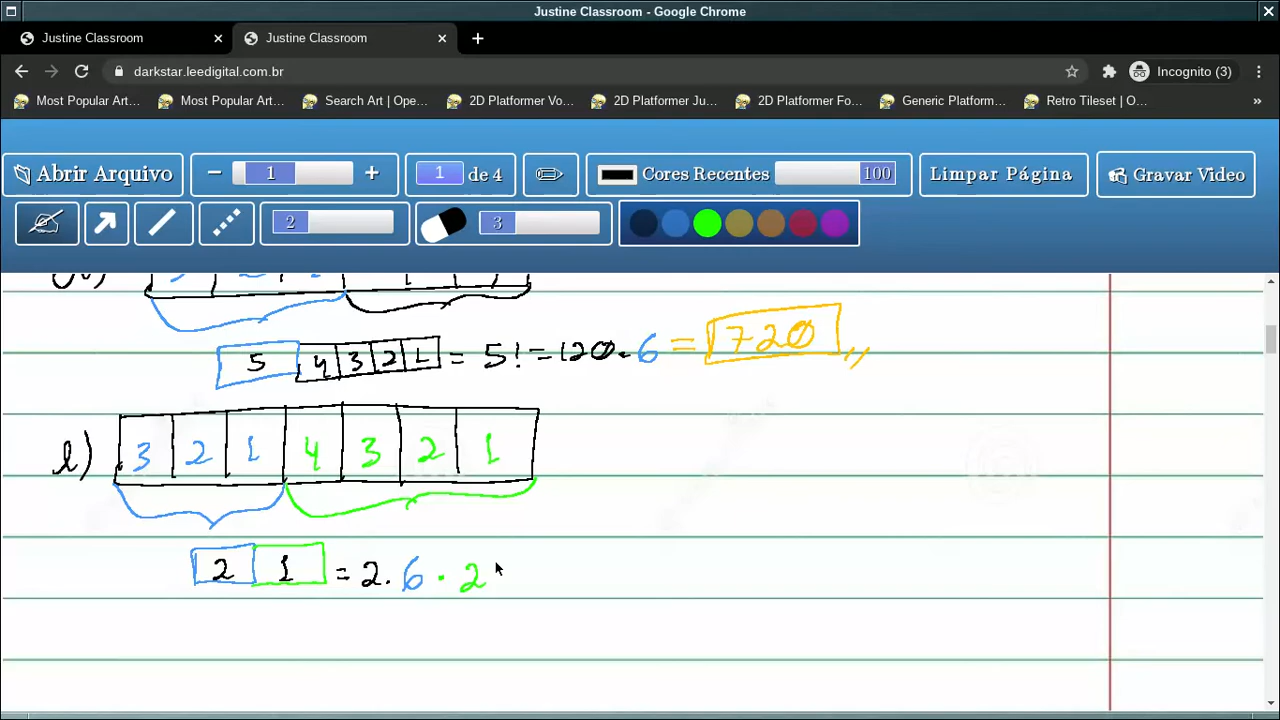 Justine Classroom - Google Chrome
Justine Classroom
Justine Classroom
darkstar.leedigital.com.br
Incognito (3)
Most Popular Art...
Most Popular Art...
Search Art | Ope...
2D Platformer Vo...
2D Platformer Ju...
2D Platformer Fo...
Generic Platform...
Retro Tileset | O...
»
Abrir Arquivo
− 1 +
1 de 4
Cores Recentes 100
Limpar Página
Gravar Video
2
3
5 4 3 2 1 = 5! = 120 . 6 = 720
l) 3 2 1 4 3 2 1
2 1 = 2 . 6 . 2